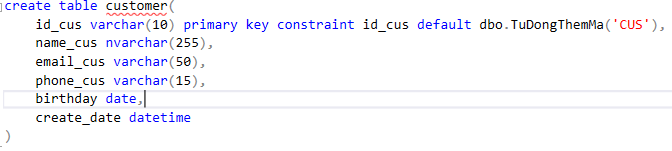 create table customer(
id_cus varchar(10) primary key constraint id_cus default dbo.TuDongThemMa('CUS'),
name_cus nvarchar(255),
email_cus varchar(50),
phone_cus varchar(15),
birthday date,
create_date datetime
)